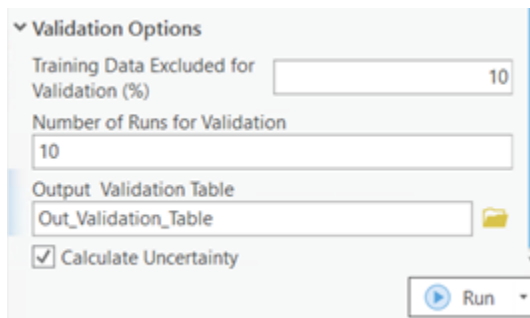 Validation Options
Training Data Excluded for
Validation (%)
10
Number of Runs for Validation
10
Output Validation Table
Out_Validation_Table
Calculate Uncertainty
Run